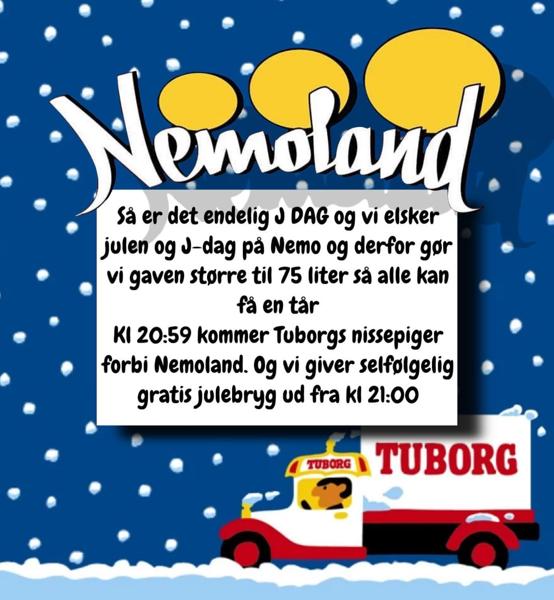 Nemoland
Så er det endelig J DAG og vi elsker
julen og J-dag på Nemo og derfor gør
vi gaven større til 75 liter så alle kan
få en tår
Kl 20:59 kommer Tuborgs nissepiger
forbi Nemoland. Og vi giver selfølgelig
gratis julebryg ud fra kl 21:00
TUBORG
TUBORG